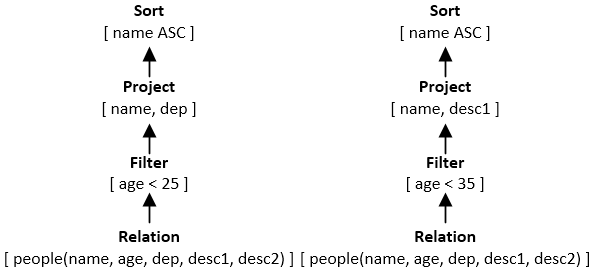 Sort
[ name ASC ]
Project
[ name, dep ]
Filter
[ age < 25 ]
Relation
[ people(name, age, dep, desc1, desc2) ]
Sort
[ name ASC ]
Project
[ name, desc1 ]
Filter
[ age < 35 ]
Relation
[ people(name, age, dep, desc1, desc2) ]